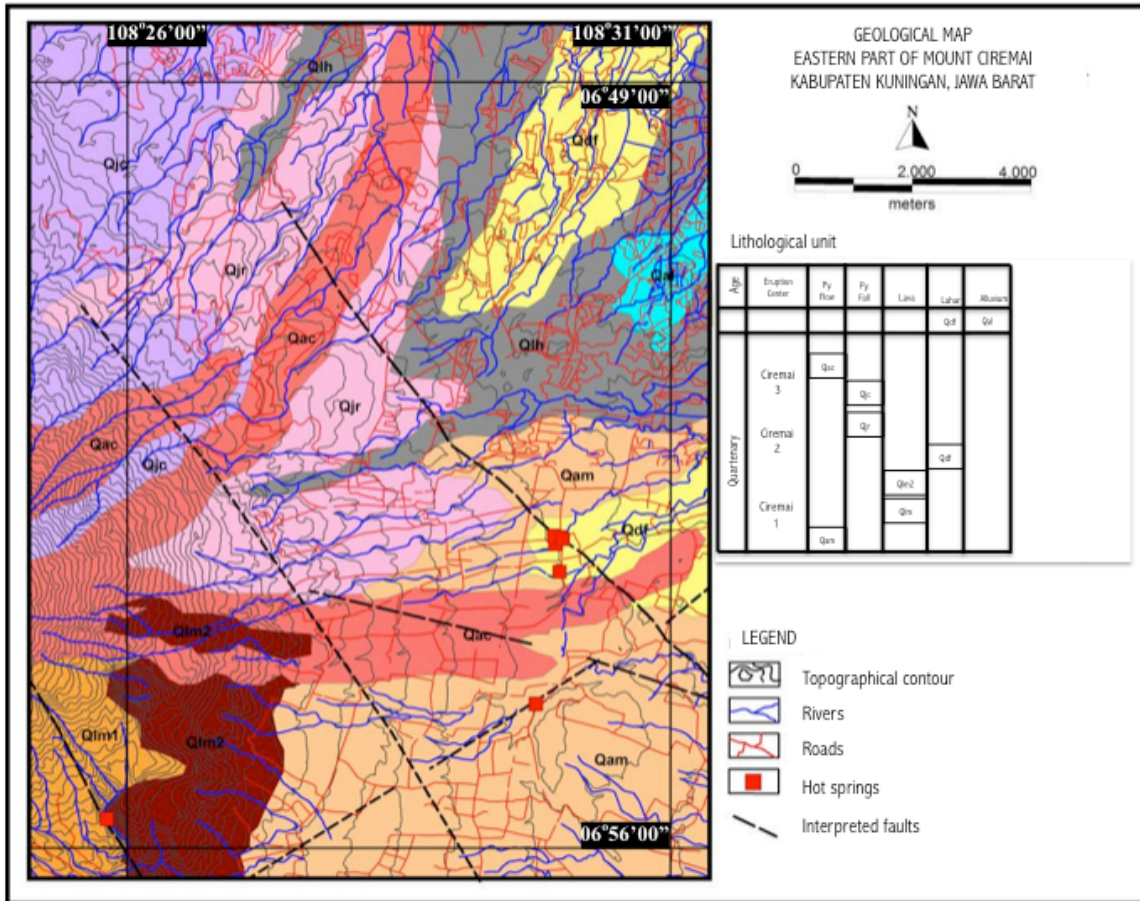 108°26'00"
108°31'00"
06°49'00"
06°56'00"
Qlh
Qjc
Qdf
Qjr
Qal
Qac
Qlh
Qjr
Qac
Qjc
Qam
Qdf
Qlm2
Qac
Qlm1
Qlm2
Qam
GEOLOGICAL MAP
EASTERN PART OF MOUNT CIREMAI
KABUPATEN KUNINGAN, JAWA BARAT
N
0 2.000 4.000
meters
Lithological unit
Age
Eruption Center
Py. Flow
Py. Fall
Lava
Lahar
Alluvium
Qdf
Qal
Quartenary
Ciremai 3
Qac
Qjc
Ciremai 2
Qjr
Qdf
Qlm2
Ciremai 1
Qlm
Qam
LEGEND
Topographical contour
Rivers
Roads
Hot springs
Interpreted faults